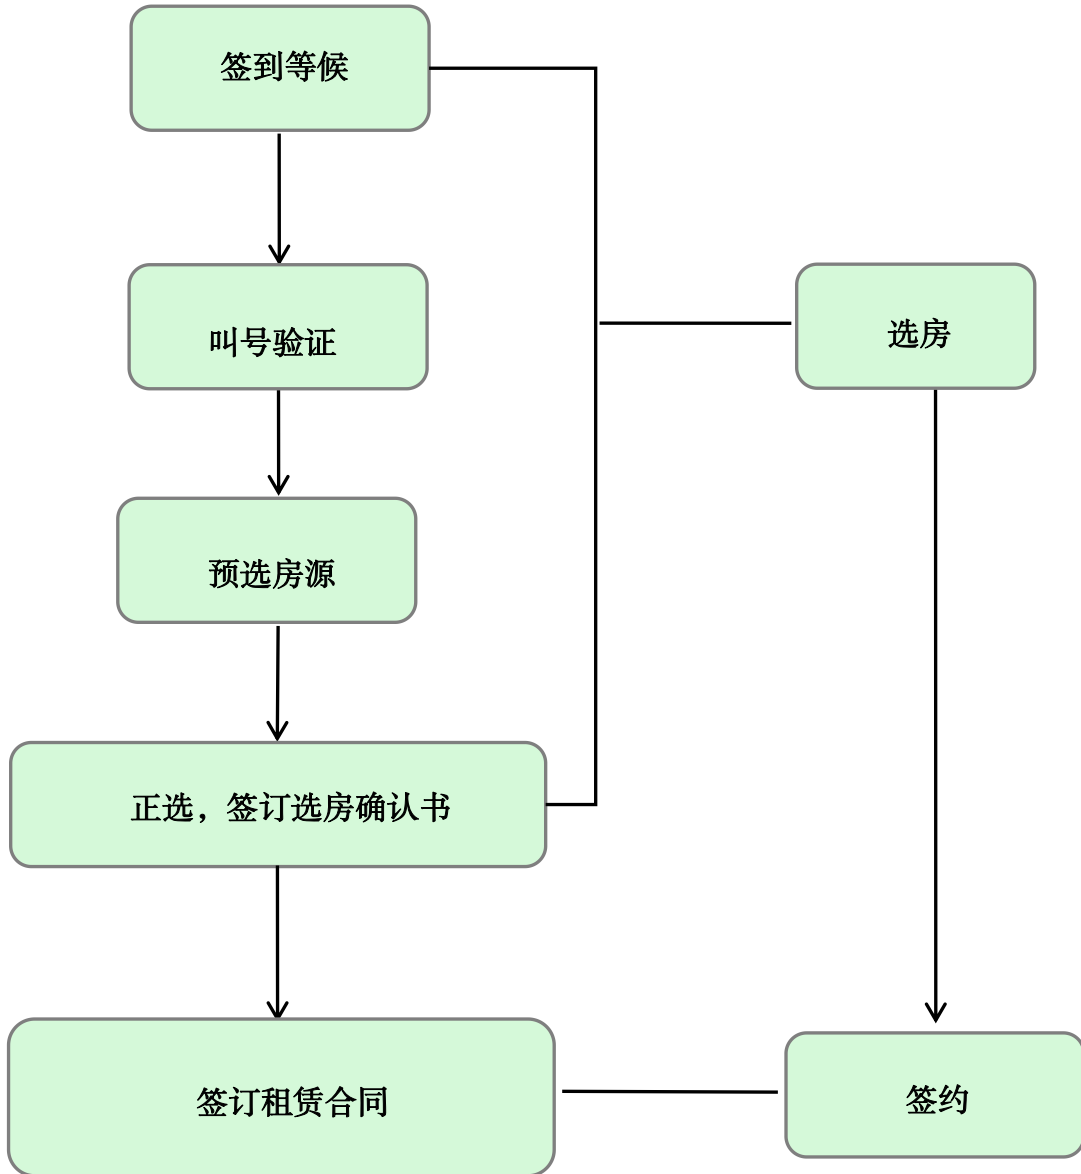 签到等候
叫号验证
选房
预选房源
正选，签订选房确认书
签订租赁合同
签约